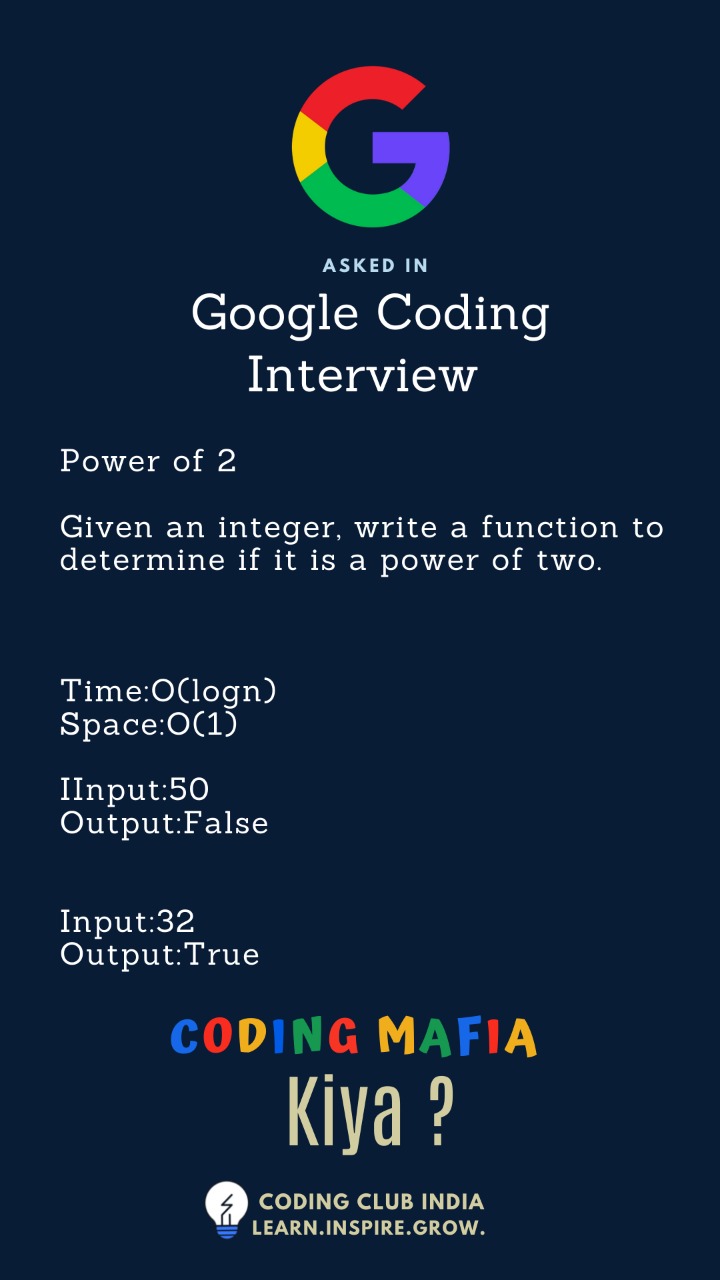 ASKED IN
Google Coding
Interview
Power of 2
Given an integer, write a function to
determine if it is a power of two.
Time:O(logn)
Space:O(1)
IInput:50
Output:False
Input:32
Output:True
CODING MAFIA
Kiya ?
CODING CLUB INDIA
LEARN.INSPIRE.GROW.